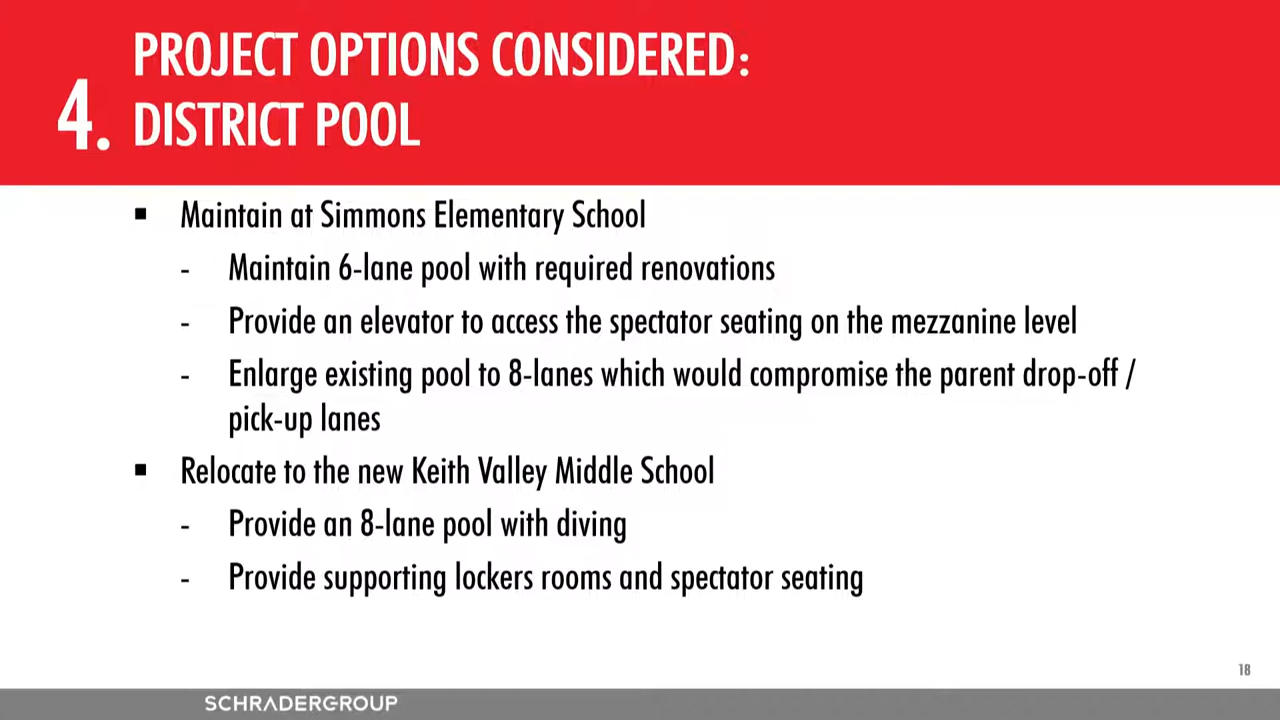 4. PROJECT OPTIONS CONSIDERED:
DISTRICT POOL
▪ Maintain at Simmons Elementary School
- Maintain 6-lane pool with required renovations
- Provide an elevator to access the spectator seating on the mezzanine level
- Enlarge existing pool to 8-lanes which would compromise the parent drop-off /
pick-up lanes
▪ Relocate to the new Keith Valley Middle School
- Provide an 8-lane pool with diving
- Provide supporting lockers rooms and spectator seating
18
SCHRADERGROUP